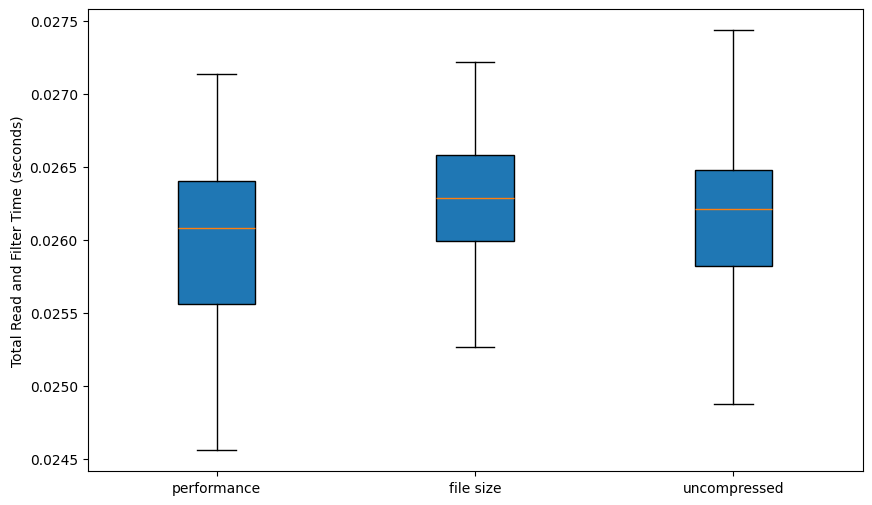 Total Read and Filter Time (seconds)
0.0275
0.0270
0.0265
0.0260
0.0255
0.0250
0.0245
performance
file size
uncompressed